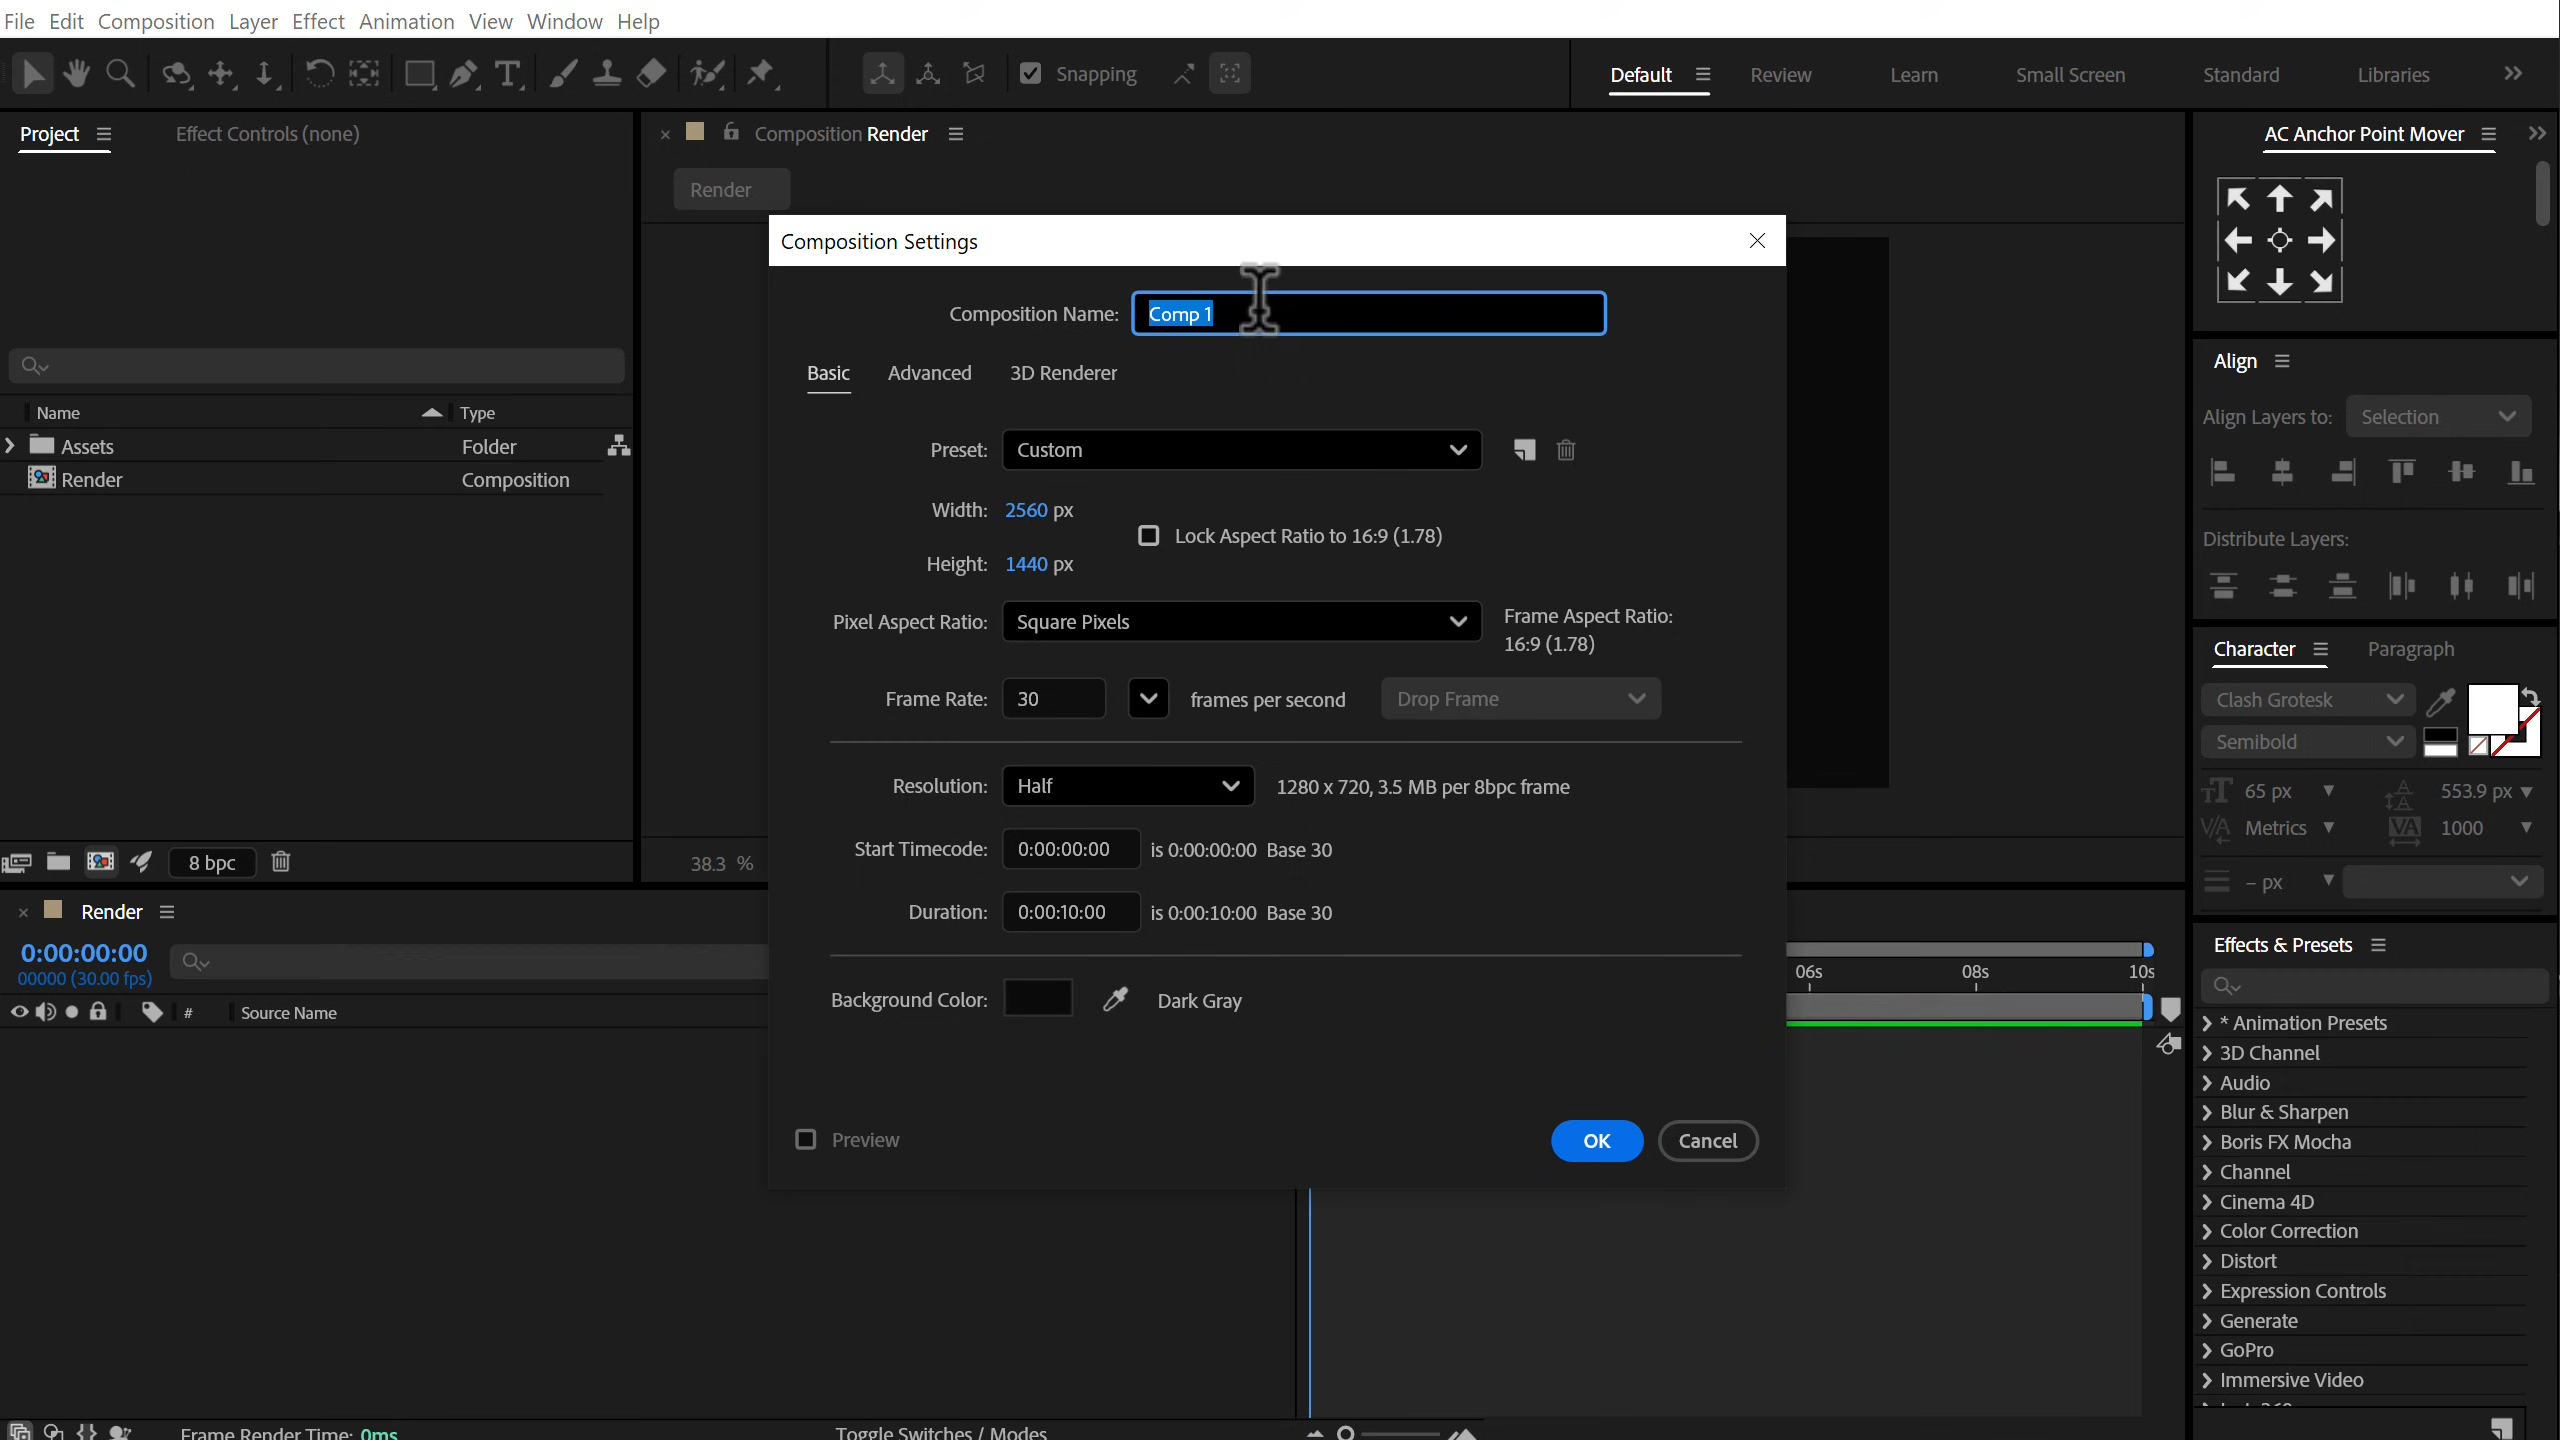 File Edit Composition Layer Effect Animation View Window Help
Snapping
Default Review Learn Small Screen Standard Libraries
Project Effect Controls (none)
Composition Render
Render
Name Type
Assets Folder
Render Composition
8 bpc
38.3 %
Composition Settings
Composition Name: Comp 1
Basic Advanced 3D Renderer
Preset: Custom
Width: 2560 px
Lock Aspect Ratio to 16:9 (1.78)
Height: 1440 px
Pixel Aspect Ratio: Square Pixels
Frame Aspect Ratio:
16:9 (1.78)
Frame Rate: 30 frames per second Drop Frame
Resolution: Half 1280 x 720, 3.5 MB per 8bpc frame
Start Timecode: 0:00:00:00 is 0:00:00:00 Base 30
Duration: 0:00:10:00 is 0:00:10:00 Base 30
Background Color: Dark Gray
Preview OK Cancel
AC Anchor Point Mover
Align
Align Layers to: Selection
Distribute Layers:
Character Paragraph
Clash Grotesk
Semibold
65 px 553.9 px
Metrics 1000
– px
Effects & Presets
* Animation Presets
3D Channel
Audio
Blur & Sharpen
Boris FX Mocha
Channel
Cinema 4D
Color Correction
Distort
Expression Controls
Generate
GoPro
Immersive Video
Render
0:00:00:00
00000 (30.00 fps)
# Source Name
06s 08s 10s
Frame Render Time: 0ms
Toggle Switches / Modes